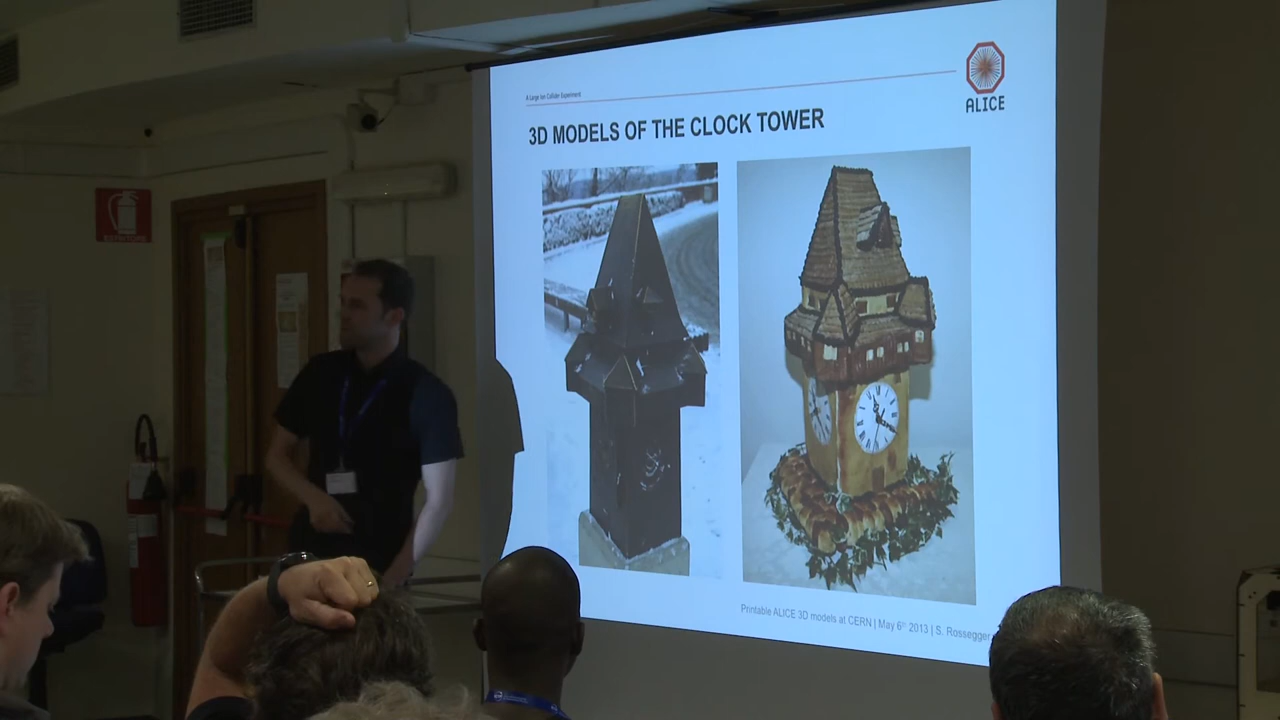 A Large Ion Collider Experiment
ALICE
3D MODELS OF THE CLOCK TOWER
Printable ALICE 3D models at CERN | May 6th 2013 | S. Rossegger
ESTINTORE